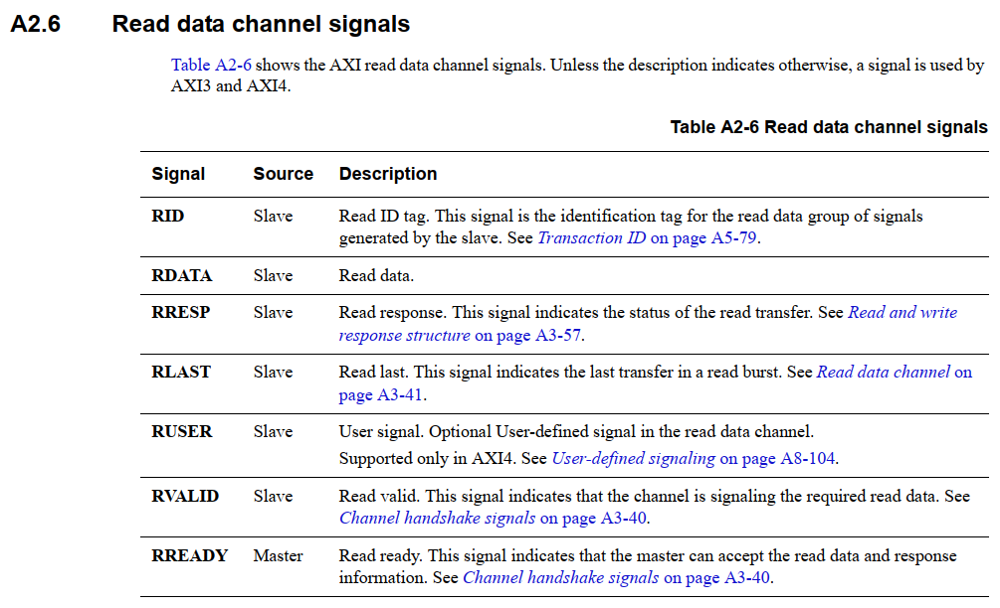 A2.6 Read data channel signals
Table A2-6 shows the AXI read data channel signals. Unless the description indicates otherwise, a signal is used by
AXI3 and AXI4.
Table A2-6 Read data channel signals
Signal Source Description
RID Slave Read ID tag. This signal is the identification tag for the read data group of signals
generated by the slave. See Transaction ID on page A5-79.
RDATA Slave Read data.
RRESP Slave Read response. This signal indicates the status of the read transfer. See Read and write
response structure on page A3-57.
RLAST Slave Read last. This signal indicates the last transfer in a read burst. See Read data channel on
page A3-41.
RUSER Slave User signal. Optional User-defined signal in the read data channel.
Supported only in AXI4. See User-defined signaling on page A8-104.
RVALID Slave Read valid. This signal indicates that the channel is signaling the required read data. See
Channel handshake signals on page A3-40.
RREADY Master Read ready. This signal indicates that the master can accept the read data and response
information. See Channel handshake signals on page A3-40.